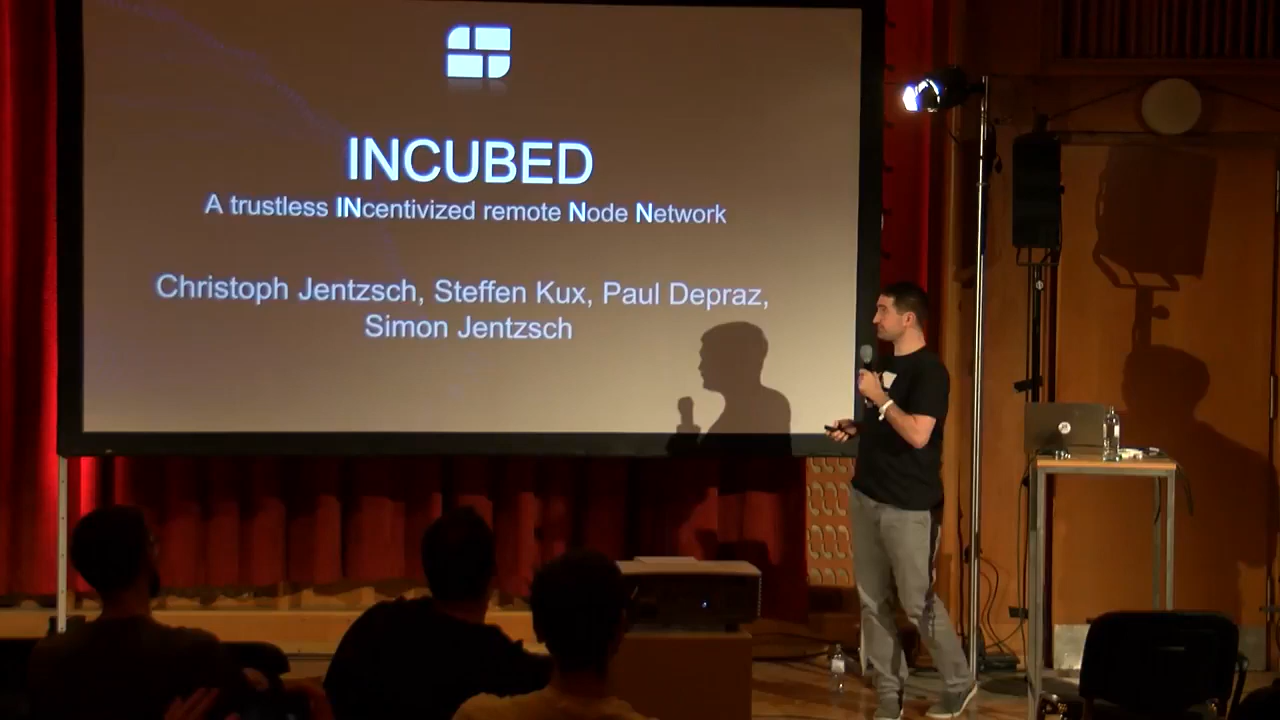 INCUBED
A trustless INcentivized remote Node Network
Christoph Jentzsch, Steffen Kux, Paul Depraz,
Simon Jentzsch